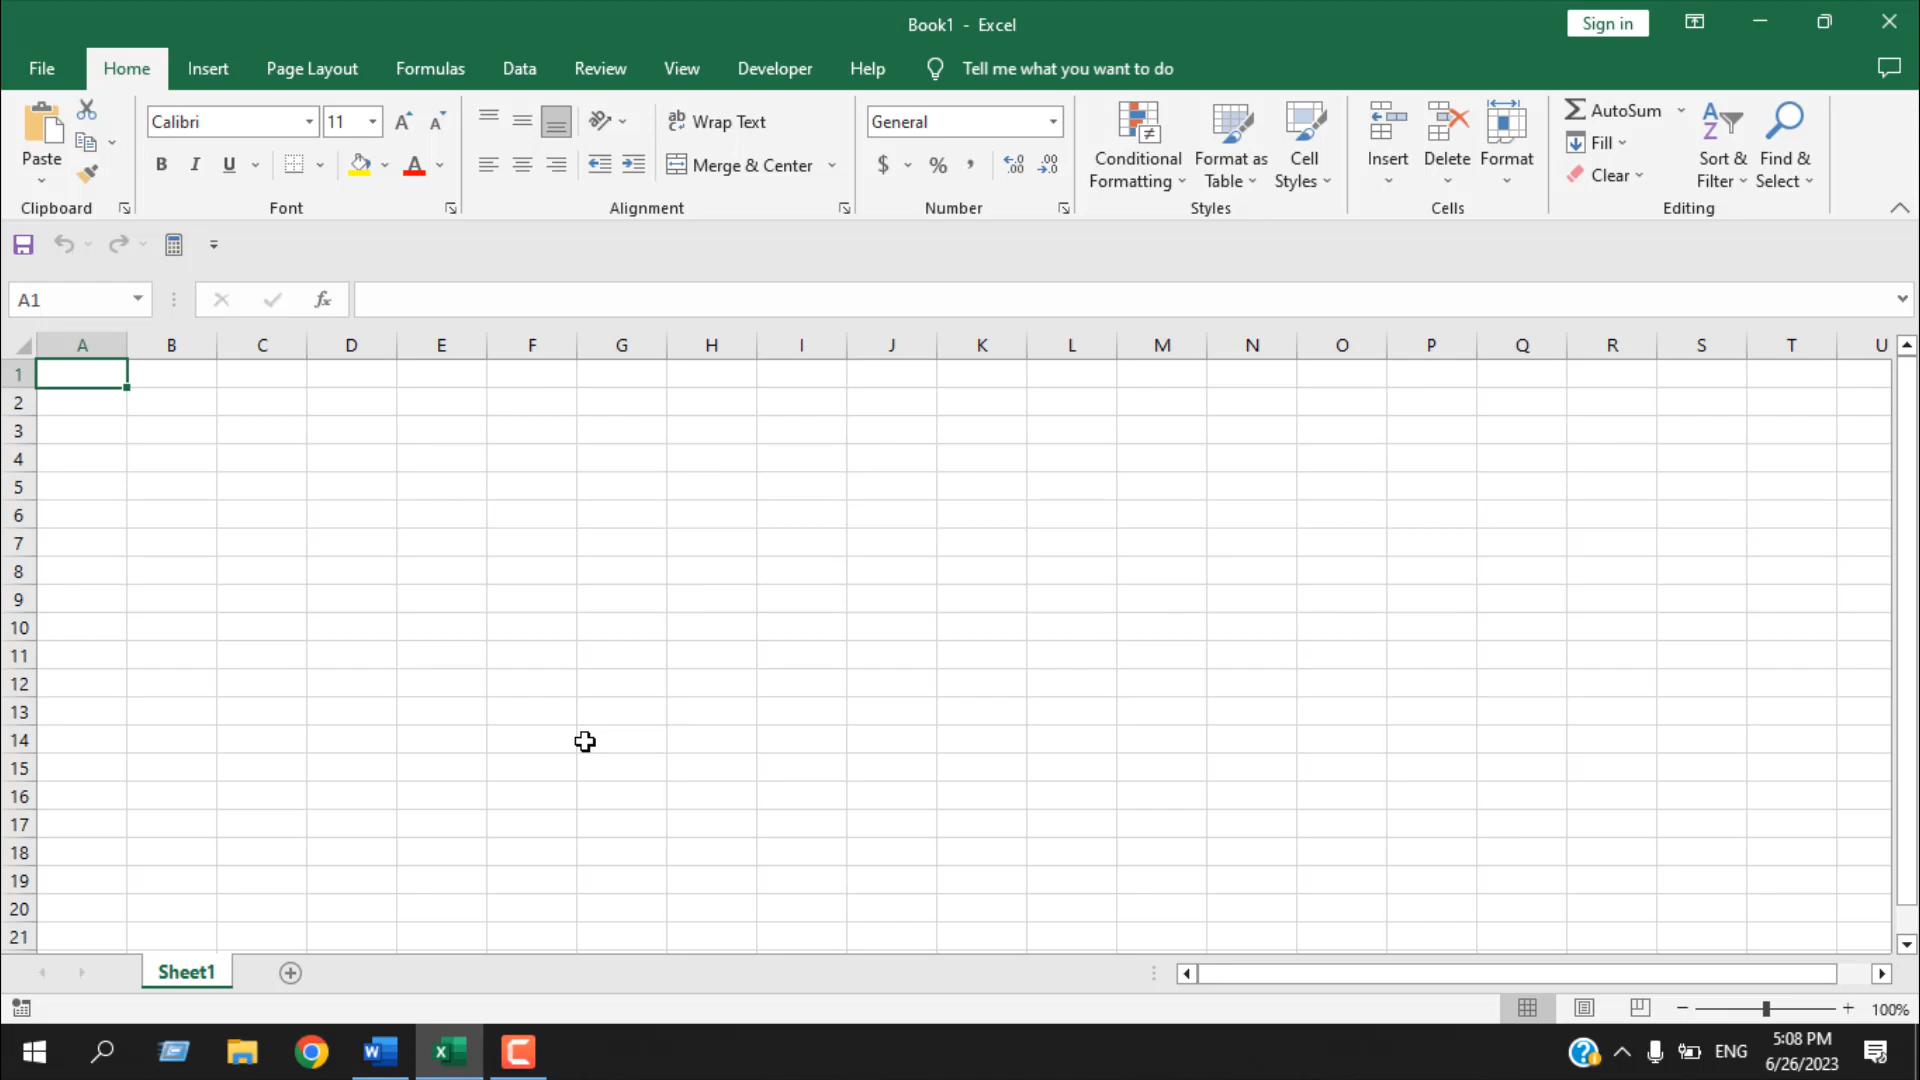 Book1 - Excel
Sign in
File Home Insert Page Layout Formulas Data Review View Developer Help Tell me what you want to do
Paste
Clipboard
Calibri 11
B I U A
Font
ab Wrap Text
Merge & Center
Alignment
General
$ % ,
Number
Conditional Formatting
Format as Table
Cell Styles
Styles
Insert Delete Format
Cells
AutoSum
Fill
Clear
Sort & Filter
Find & Select
Editing
A1 fx
A B C D E F G H I J K L M N O P Q R S T U
1
2
3
4
5
6
7
8
9
10
11
12
13
14
15
16
17
18
19
20
21
Sheet1
100%
ENG
5:08 PM
6/26/2023